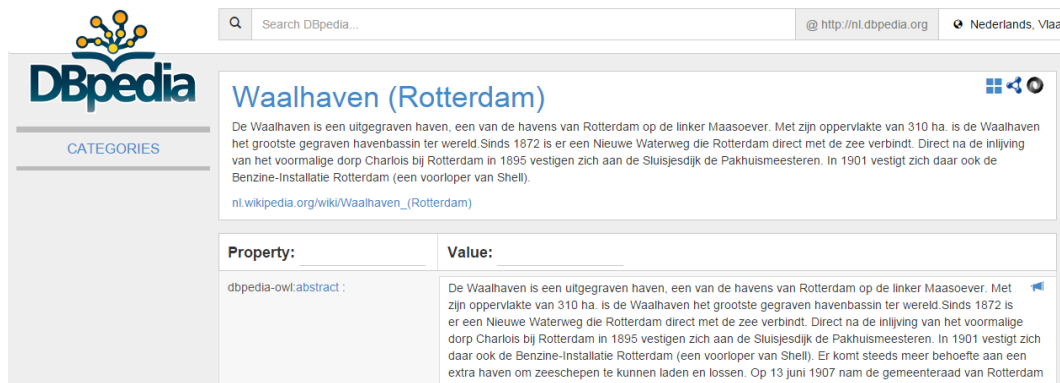 Search DBpedia...
@ http://nl.dbpedia.org
Nederlands, Vlaa
DBpedia
CATEGORIES
Waalhaven (Rotterdam)
De Waalhaven is een uitgegraven haven, een van de havens van Rotterdam op de linker Maasoever. Met zijn oppervlakte van 310 ha. is de Waalhaven
het grootste gegraven havenbassin ter wereld.Sinds 1872 is er een Nieuwe Waterweg die Rotterdam direct met de zee verbindt. Direct na de inlijving
van het voormalige dorp Charlois bij Rotterdam in 1895 vestigen zich aan de Sluisjesdijk de Pakhuismeesteren. In 1901 vestigt zich daar ook de
Benzine-Installatie Rotterdam (een voorloper van Shell).
nl.wikipedia.org/wiki/Waalhaven_(Rotterdam)
Property:
Value:
dbpedia-owl:abstract :
De Waalhaven is een uitgegraven haven, een van de havens van Rotterdam op de linker Maasoever. Met
zijn oppervlakte van 310 ha. is de Waalhaven het grootste gegraven havenbassin ter wereld.Sinds 1872 is
er een Nieuwe Waterweg die Rotterdam direct met de zee verbindt. Direct na de inlijving van het voormalige
dorp Charlois bij Rotterdam in 1895 vestigen zich aan de Sluisjesdijk de Pakhuismeesteren. In 1901 vestigt zich
daar ook de Benzine-Installatie Rotterdam (een voorloper van Shell). Er komt steeds meer behoefte aan een
extra haven om zeeschepen te kunnen laden en lossen. Op 13 juni 1907 nam de gemeenteraad van Rotterdam